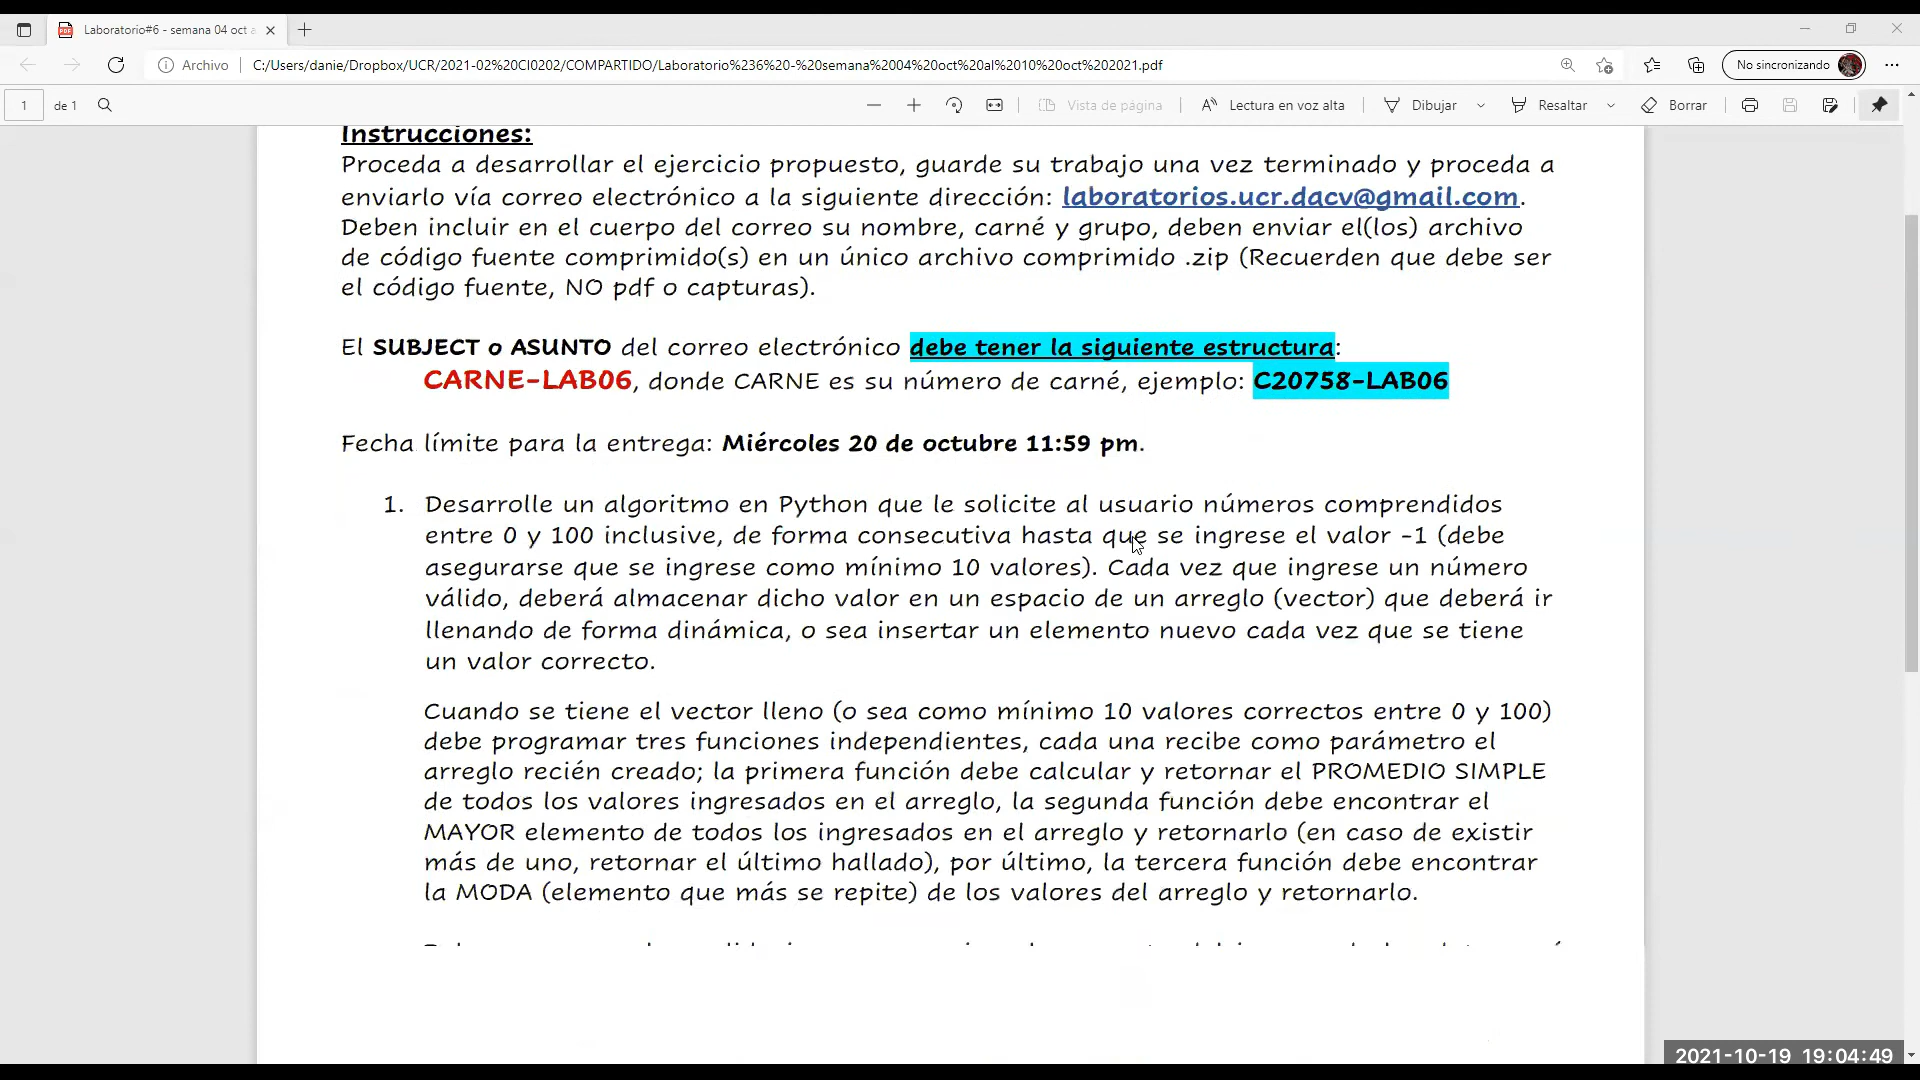 Laboratorio#6 - semana 04 oct a
Archivo
C:/Users/danie/Dropbox/UCR/2021-02%20CI0202/COMPARTIDO/Laboratorio%236%20-%20semana%2004%20oct%20al%2010%20oct%202021.pdf
No sincronizando
1 de 1
Vista de página
Lectura en voz alta
Dibujar
Resaltar
Borrar
Instrucciones:
Proceda a desarrollar el ejercicio propuesto, guarde su trabajo una vez terminado y proceda a
enviarlo vía correo electrónico a la siguiente dirección: laboratorios.ucr.dacv@gmail.com.
Deben incluir en el cuerpo del correo su nombre, carné y grupo, deben enviar el(los) archivo
de código fuente comprimido(s) en un único archivo comprimido .zip (Recuerden que debe ser
el código fuente, NO pdf o capturas).
El SUBJECT o ASUNTO del correo electrónico debe tener la siguiente estructura:
CARNE-LAB06, donde CARNE es su número de carné, ejemplo: C20758-LAB06
Fecha límite para la entrega: Miércoles 20 de octubre 11:59 pm.
1. Desarrolle un algoritmo en Python que le solicite al usuario números comprendidos
entre 0 y 100 inclusive, de forma consecutiva hasta que se ingrese el valor -1 (debe
asegurarse que se ingrese como mínimo 10 valores). Cada vez que ingrese un número
válido, deberá almacenar dicho valor en un espacio de un arreglo (vector) que deberá ir
llenando de forma dinámica, o sea insertar un elemento nuevo cada vez que se tiene
un valor correcto.
Cuando se tiene el vector lleno (o sea como mínimo 10 valores correctos entre 0 y 100)
debe programar tres funciones independientes, cada una recibe como parámetro el
arreglo recién creado; la primera función debe calcular y retornar el PROMEDIO SIMPLE
de todos los valores ingresados en el arreglo, la segunda función debe encontrar el
MAYOR elemento de todos los ingresados en el arreglo y retornarlo (en caso de existir
más de uno, retornar el último hallado), por último, la tercera función debe encontrar
la MODA (elemento que más se repite) de los valores del arreglo y retornarlo.
2021-10-19 19:04:49